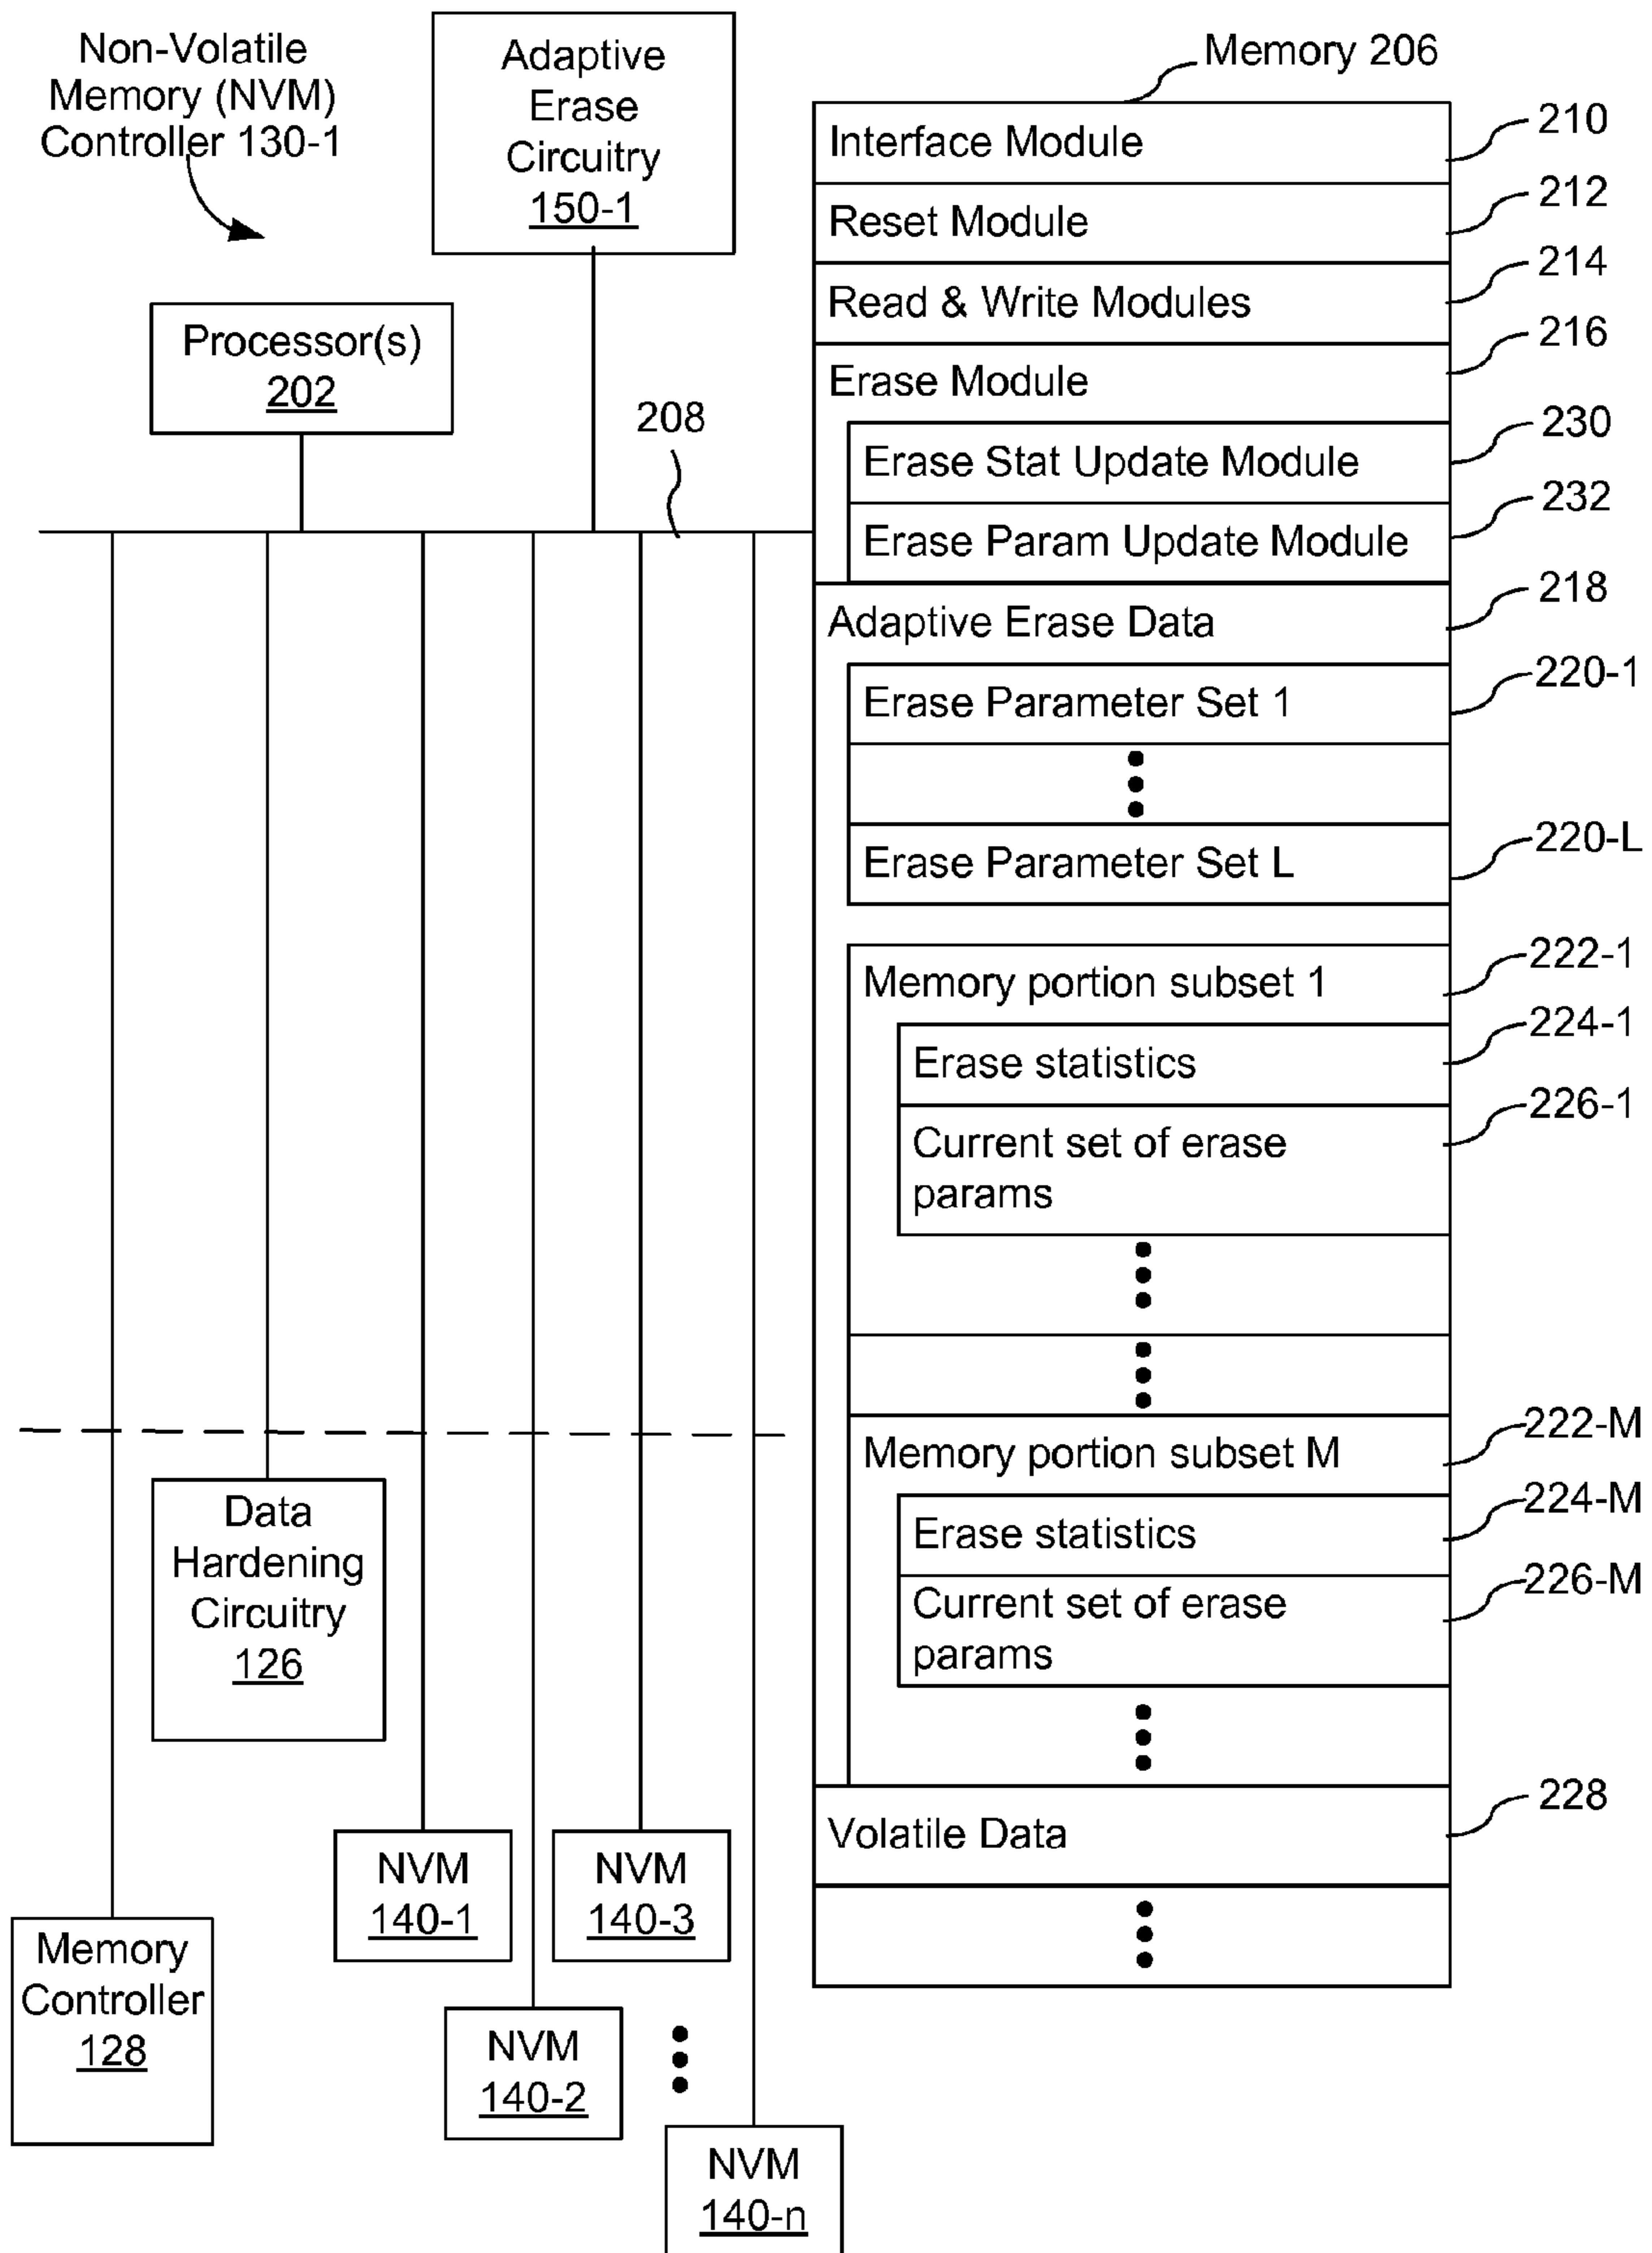 Non-Volatile
Memory (NVM)
Controller 130-1
Adaptive
Erase
Circuitry
150-1
Processor(s)
202
208
Memory 206
Interface Module
210
Reset Module
212
Read & Write Modules
214
Erase Module
216
Erase Stat Update Module
230
Erase Param Update Module
232
Adaptive Erase Data
218
Erase Parameter Set 1
220-1
Erase Parameter Set L
220-L
Memory portion subset 1
222-1
Erase statistics
224-1
Current set of erase
params
226-1
Memory portion subset M
222-M
Erase statistics
224-M
Current set of erase
params
226-M
Volatile Data
228
Data
Hardening
Circuitry
126
NVM
140-1
NVM
140-3
Memory
Controller
128
NVM
140-2
NVM
140-n